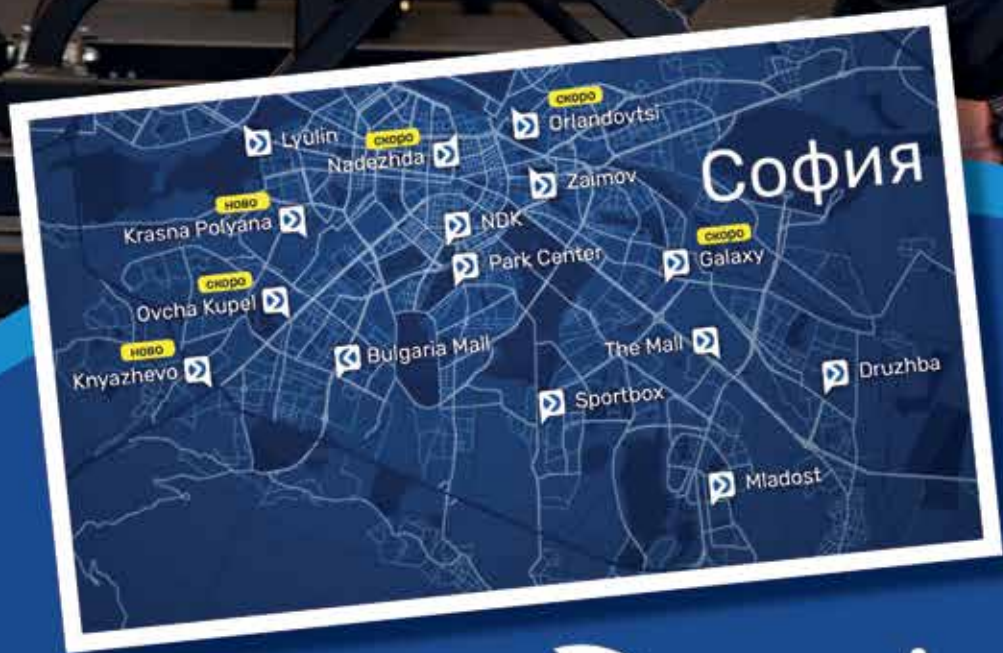 София
Lyulin
СКОРО
Nadezhda
СКОРО
Orlandovtsi
Zaimov
НОВО
Krasna Polyana
NDK
Park Center
СКОРО
Galaxy
СКОРО
Ovcha Kupel
НОВО
Knyazhevo
Bulgaria Mall
The Mall
Druzhba
Sportbox
Mladost